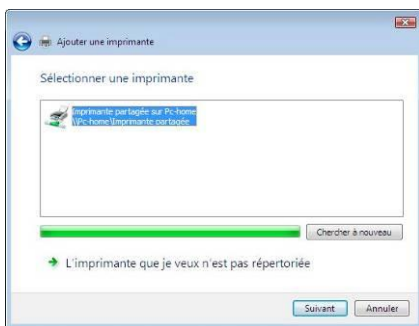 Ajouter une imprimante
Sélectionner une imprimante
Imprimante partagée sur Pc-home
\\Pc-home\Imprimante partagée
Chercher à nouveau
L'imprimante que je veux n'est pas répertoriée
Suivant
Annuler